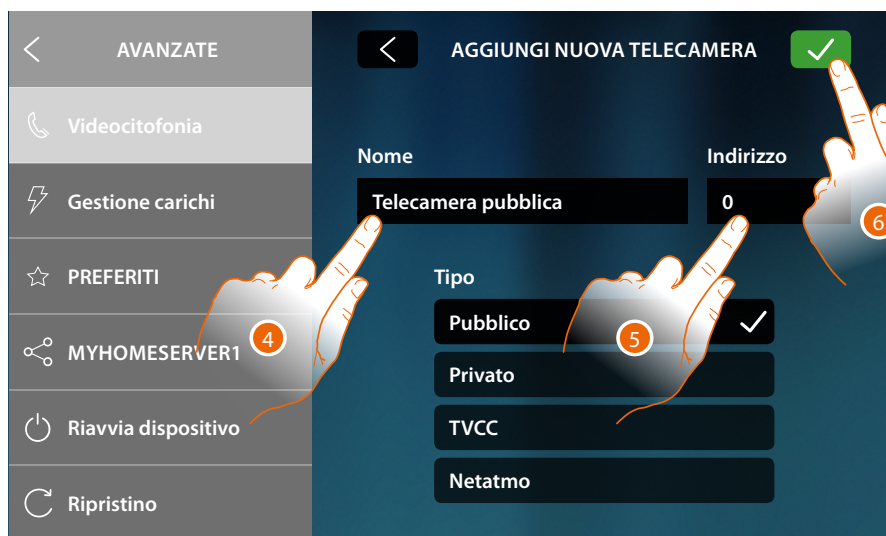 AVANZATE
Videocitofonia
Gestione carichi
PREFERITI
MYHOMESERVER1
Riavvia dispositivo
Ripristino
AGGIUNGI NUOVA TELECAMERA
Nome
Indirizzo
Telecamera pubblica
0
Tipo
Pubblico
Privato
TVCC
Netatmo
4
5
6